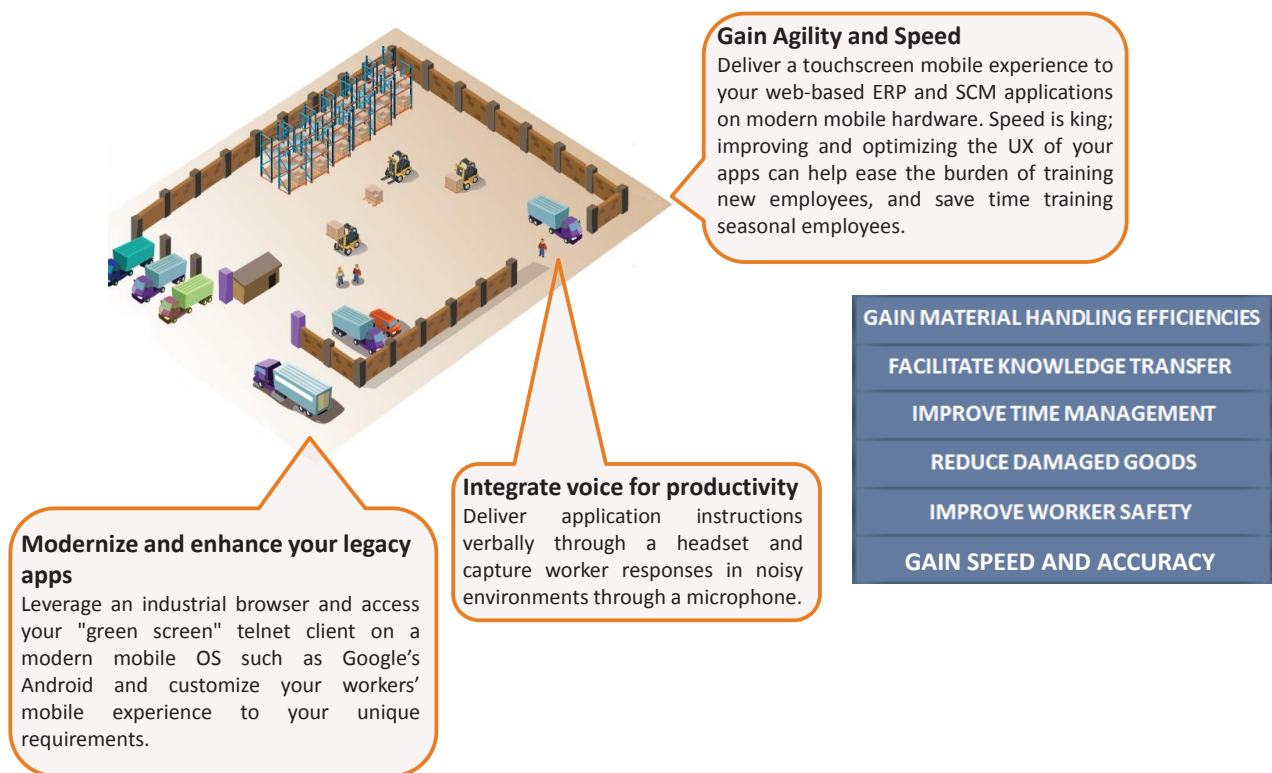 Gain Agility and Speed
Deliver a touchscreen mobile experience to
your web-based ERP and SCM applications
on modern mobile hardware. Speed is king;
improving and optimizing the UX of your
apps can help ease the burden of training
new employees, and save time training
seasonal employees.
GAIN MATERIAL HANDLING EFFICIENCIES
FACILITATE KNOWLEDGE TRANSFER
IMPROVE TIME MANAGEMENT
REDUCE DAMAGED GOODS
IMPROVE WORKER SAFETY
GAIN SPEED AND ACCURACY
Integrate voice for productivity
Deliver application instructions
verbally through a headset and
capture worker responses in noisy
environments through a microphone.
Modernize and enhance your legacy
apps
Leverage an industrial browser and access
your "green screen" telnet client on a
modern mobile OS such as Google’s
Android and customize your workers’
mobile experience to your unique
requirements.